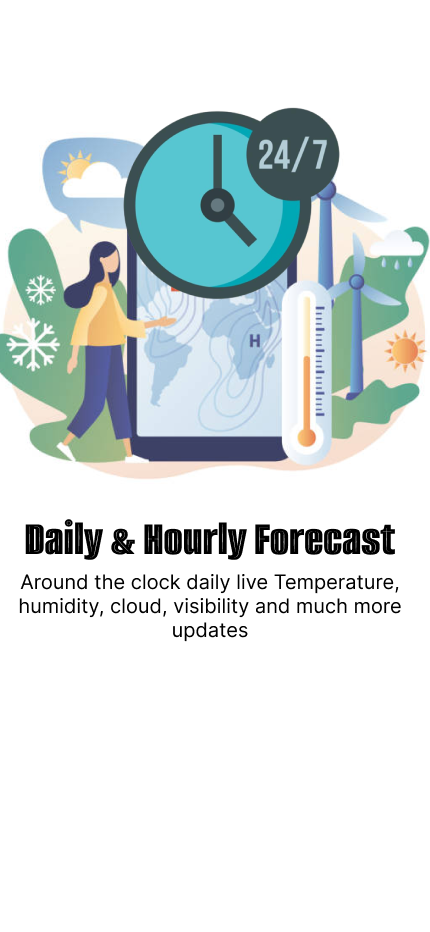 24/7
H
Daily & Hourly Forecast
Around the clock daily live Temperature,
humidity, cloud, visibility and much more
updates